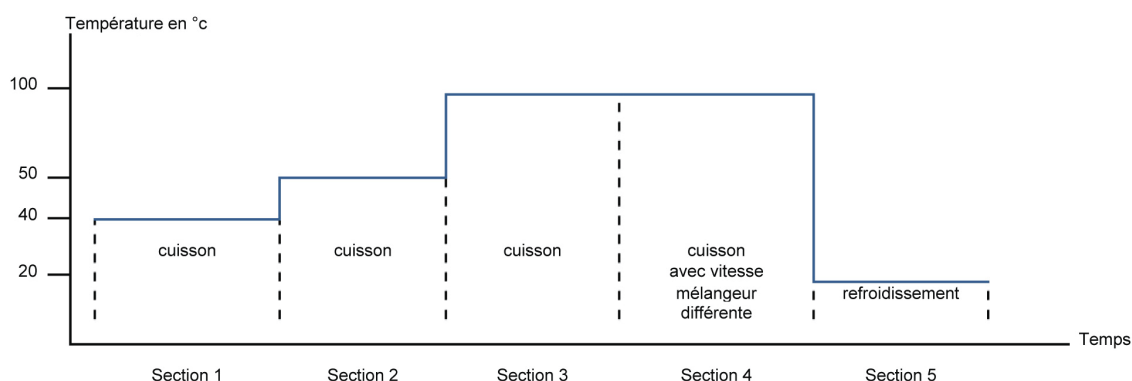 Température en °c
100
50
40
20
cuisson
cuisson
cuisson
cuisson
avec vitesse
mélangeur
différente
refroidissement
Temps
Section 1
Section 2
Section 3
Section 4
Section 5